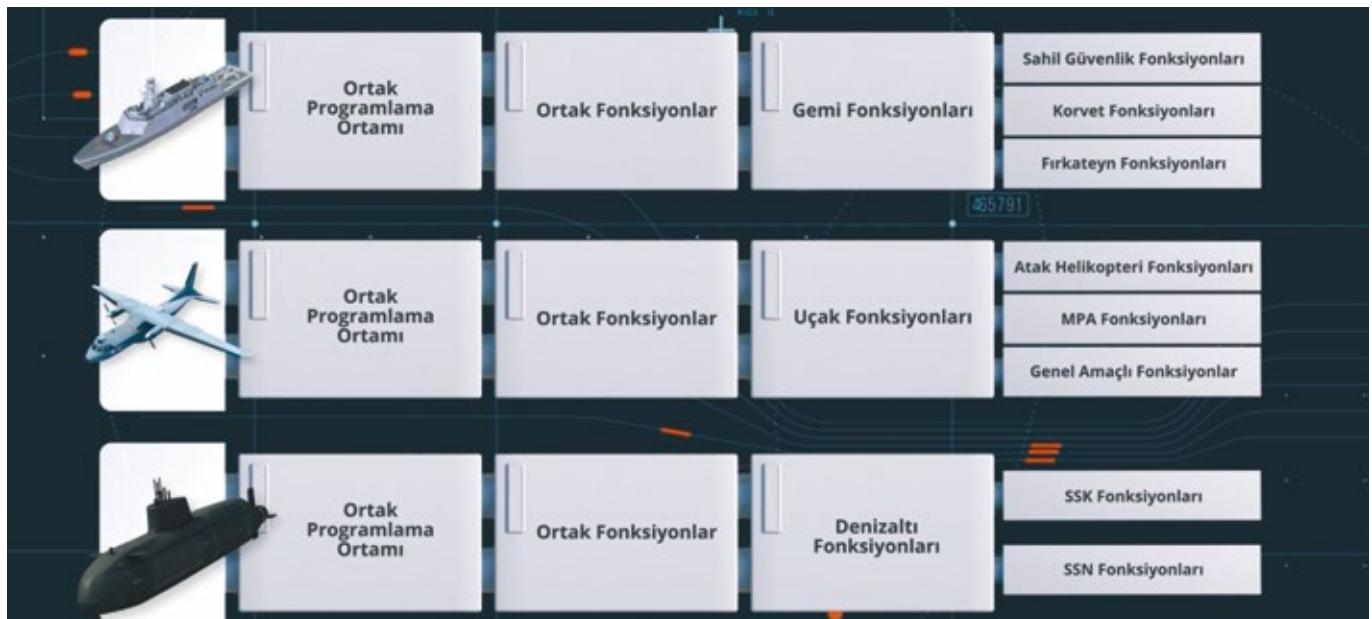 Ortak
Programlama
Ortamı
Ortak Fonksiyonlar
Gemi Fonksiyonları
Sahil Güvenlik Fonksiyonları
Korvet Fonksiyonları
Fırkateyn Fonksiyonları
465791
Ortak
Programlama
Ortamı
Ortak Fonksiyonlar
Uçak Fonksiyonları
Atak Helikopteri Fonksiyonları
MPA Fonksiyonları
Genel Amaçlı Fonksiyonlar
Ortak
Programlama
Ortamı
Ortak Fonksiyonlar
Denizaltı
Fonksiyonları
SSK Fonksiyonları
SSN Fonksiyonları